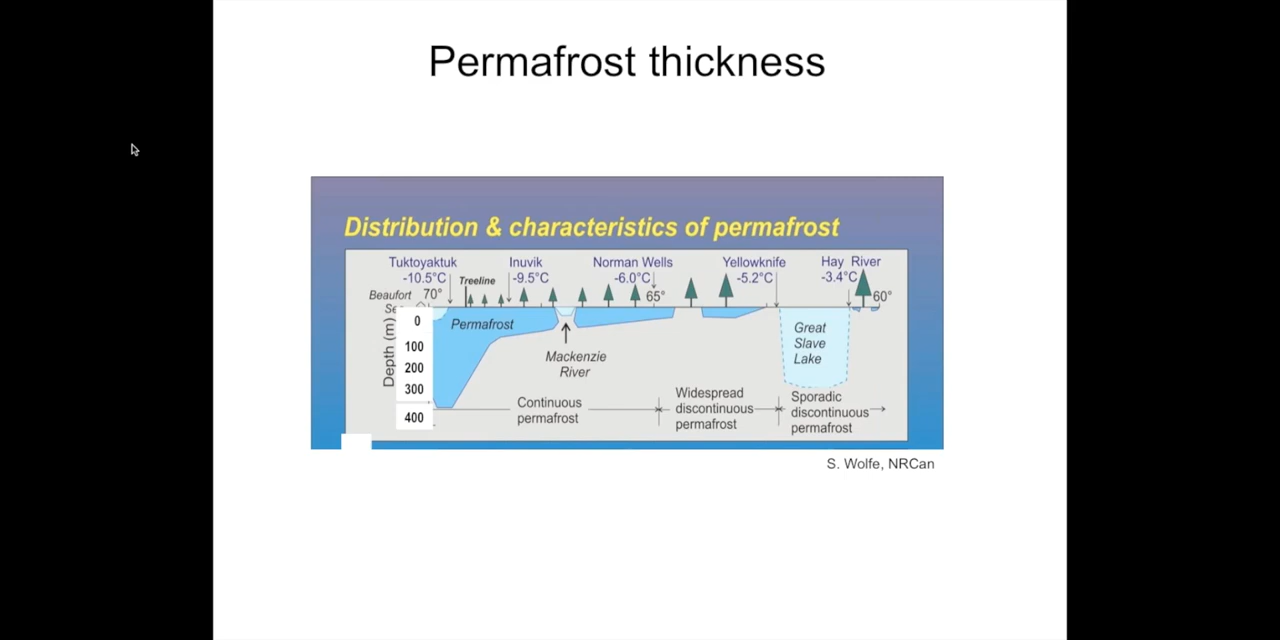 Permafrost thickness
Distribution & characteristics of permafrost
Tuktoyaktuk
-10.5°C
Treeline
Inuvik
-9.5°C
Norman Wells
-6.0°C
Yellowknife
-5.2°C
Hay River
-3.4°C
Beaufort
70°
65°
60°
Depth (m)
0
100
200
300
400
Permafrost
Mackenzie
River
Great
Slave
Lake
Continuous
permafrost
Widespread
discontinuous
permafrost
Sporadic
discontinuous
permafrost
S. Wolfe, NRCan